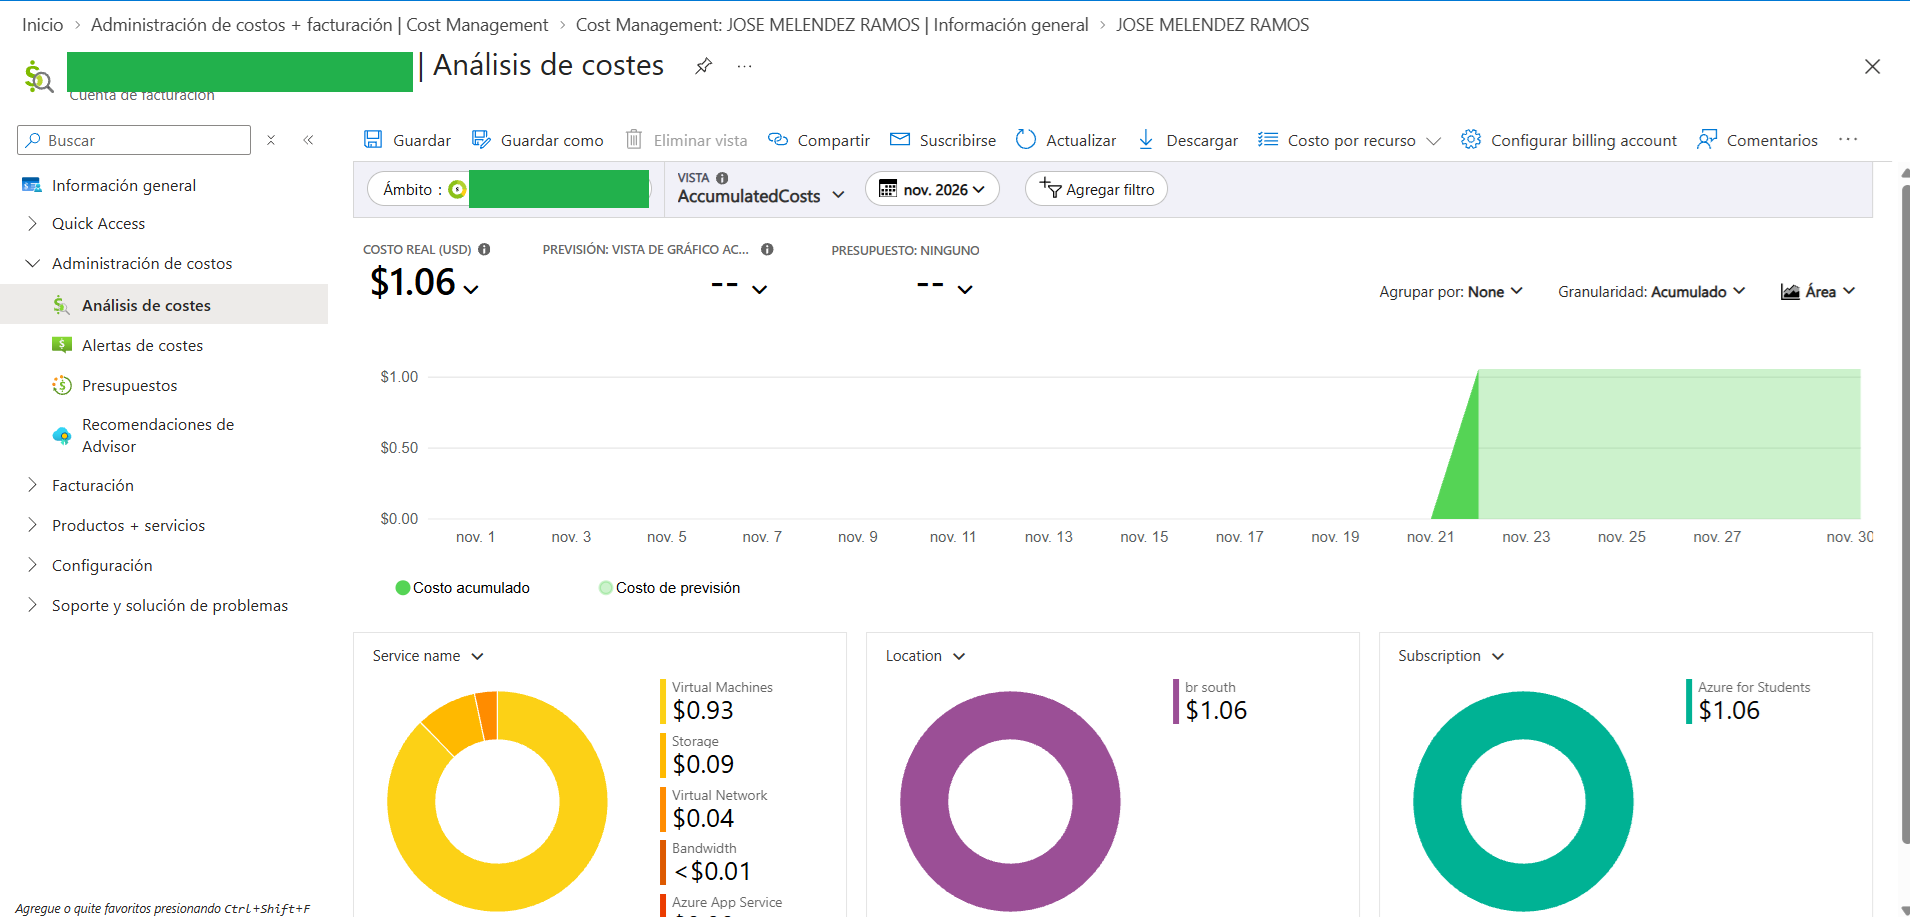 Inicio > Administración de costos + facturación | Cost Management > Cost Management: JOSE MELENDEZ RAMOS | Información general > JOSE MELENDEZ RAMOS
| Análisis de costes ...
Cuenta de facturación
Buscar
Guardar Guardar como Eliminar vista Compartir Suscribirse Actualizar Descargar Costo por recurso Configurar billing account Comentarios ...
Información general
Quick Access
Administración de costos
Análisis de costes
Alertas de costes
Presupuestos
Recomendaciones de
Advisor
Facturación
Productos + servicios
Configuración
Soporte y solución de problemas
Agregue o quite favoritos presionando Ctrl+Shift+F
Ámbito :
VISTA
AccumulatedCosts
nov. 2026
Agregar filtro
COSTO REAL (USD)
$1.06
PREVISIÓN: VISTA DE GRÁFICO AC...
--
PRESUPUESTO: NINGUNO
--
Agrupar por: None
Granularidad: Acumulado
Área
$1.00
$0.50
$0.00
nov. 1 nov. 3 nov. 5 nov. 7 nov. 9 nov. 11 nov. 13 nov. 15 nov. 17 nov. 19 nov. 21 nov. 23 nov. 25 nov. 27 nov. 30
Costo acumulado Costo de previsión
Service name
Virtual Machines
$0.93
Storage
$0.09
Virtual Network
$0.04
Bandwidth
<$0.01
Azure App Service
Location
br south
$1.06
Subscription
Azure for Students
$1.06